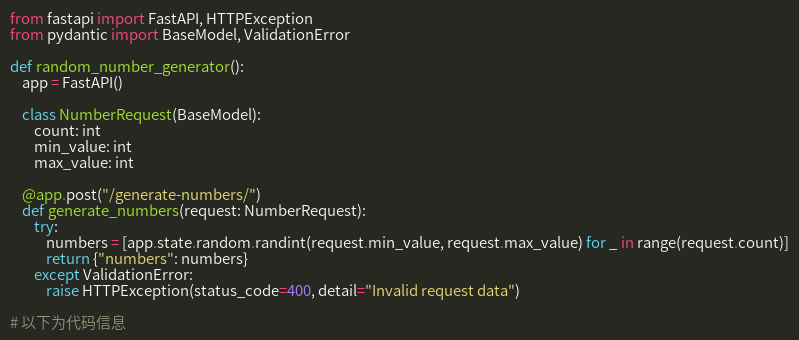 from fastapi import FastAPI, HTTPException
from pydantic import BaseModel, ValidationError

def random_number_generator():
    app = FastAPI()

    class NumberRequest(BaseModel):
        count: int
        min_value: int
        max_value: int

    @app.post("/generate-numbers/")
    def generate_numbers(request: NumberRequest):
        try:
            numbers = [app.state.random.randint(request.min_value, request.max_value) for _ in range(request.count)]
            return {"numbers": numbers}
        except ValidationError:
            raise HTTPException(status_code=400, detail="Invalid request data")

# 以下为代码信息